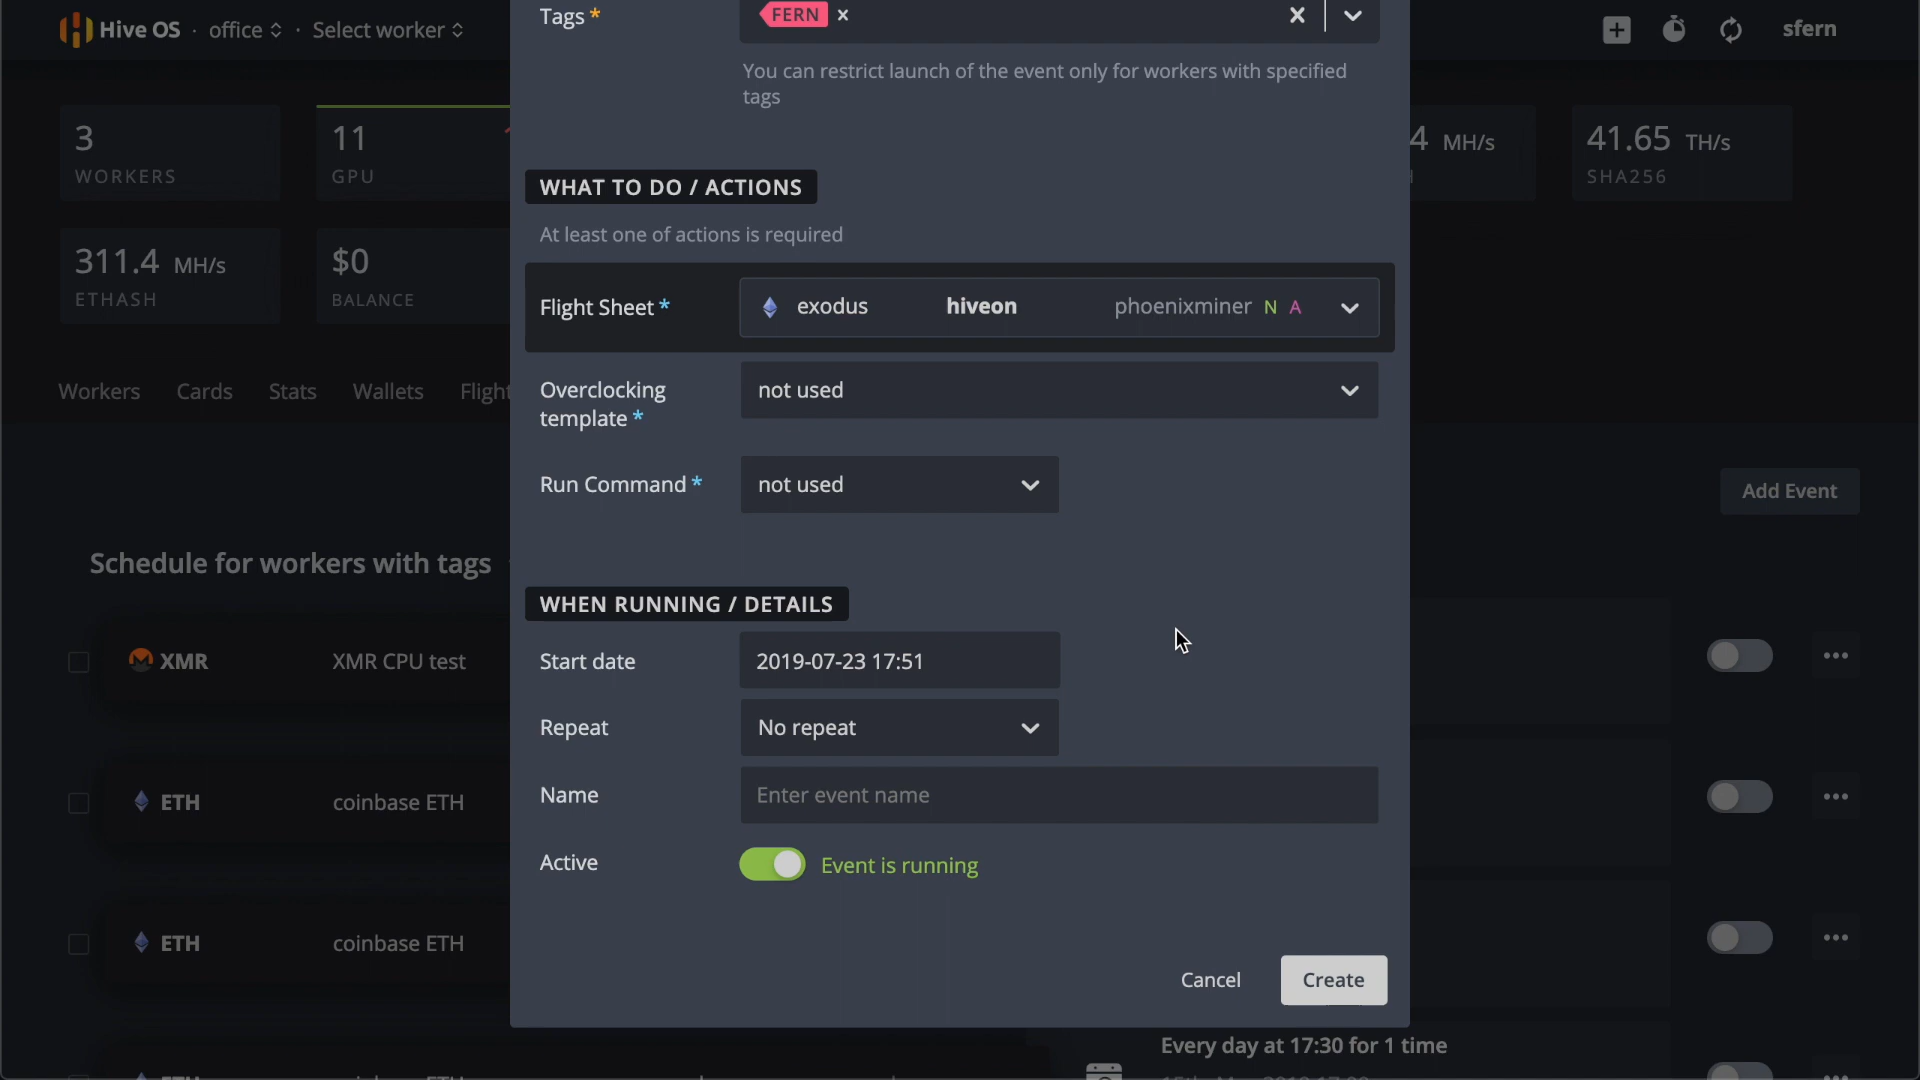 Hive OS · office · Select worker
sfern
Tags *
FERN ×
You can restrict launch of the event only for workers with specified
tags
3
WORKERS
11
GPU
MH/s
41.65 TH/s
SHA256
311.4 MH/s
ETHASH
$0
BALANCE
WHAT TO DO / ACTIONS
At least one of actions is required
Flight Sheet *
exodus hiveon phoenixminer N A
Overclocking
template *
not used
Run Command *
not used
Workers Cards Stats Wallets Flight
Add Event
Schedule for workers with tags
WHEN RUNNING / DETAILS
Start date
2019-07-23 17:51
Repeat
No repeat
Name
Enter event name
Active
Event is running
XMR XMR CPU test
ETH coinbase ETH
ETH coinbase ETH
Cancel
Create
Every day at 17:30 for 1 time